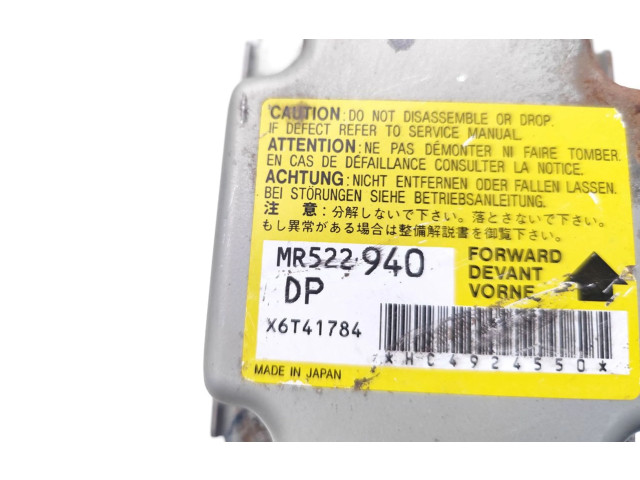 CAUTION : DO NOT DISASSEMBLE OR DROP.
IF DEFECT REFER TO SERVICE MANUAL.
ATTENTION : NE PAS DÉMONTER NI FAIRE TOMBER.
EN CAS DE DÉFAILLANCE CONSULTER LA NOTICE.
ACHTUNG : NICHT ENTFERNEN ODER FALLEN LASSEN.
BEI STÖRUNGEN SIEHE BETRIEBSANLEITUNG.
注 意 : 分解しないで下さい。落とさないで下さい。
もし異常がある場合は整備解説書を御覧下さい。
MR522 940
DP
X6T41784
FORWARD
DEVANT
VORNE
*HC4924550*
MADE IN JAPAN